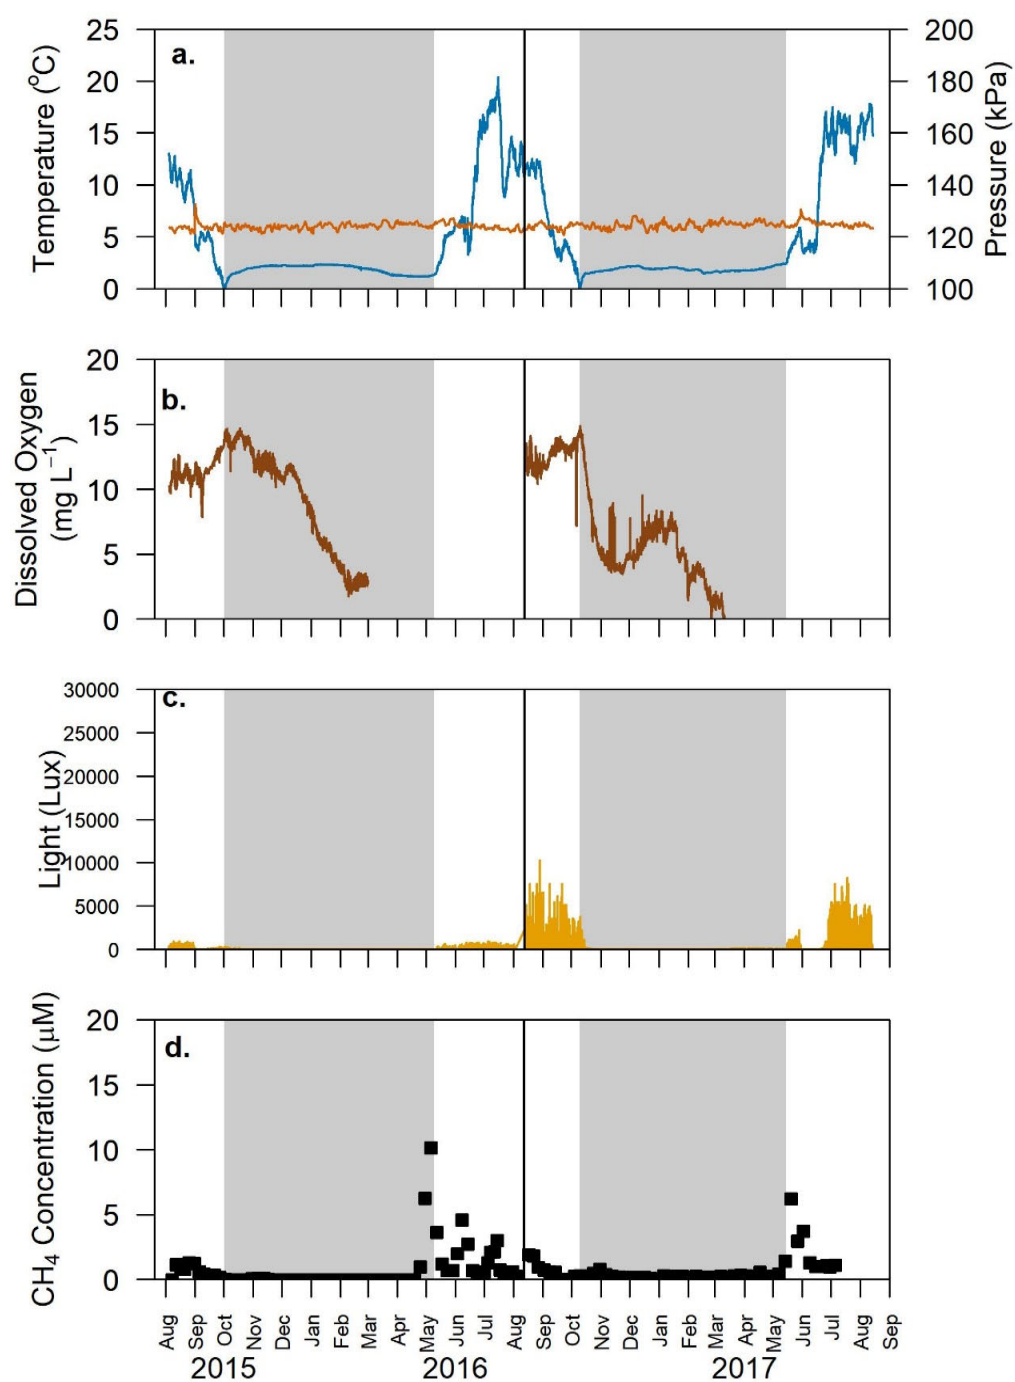 a.
Temperature (°C)
25
20
15
10
5
0
200
180
160
140
120
100
Pressure (kPa)
b.
Dissolved Oxygen
(mg L⁻¹)
20
15
10
5
0
c.
Light (Lux)
30000
25000
20000
15000
10000
5000
0
d.
CH₄ Concentration (μM)
20
15
10
5
0
Aug Sep Oct Nov Dec Jan Feb Mar Apr May Jun Jul Aug Sep Oct Nov Dec Jan Feb Mar Apr May Jun Jul Aug Sep
2015 2016 2017